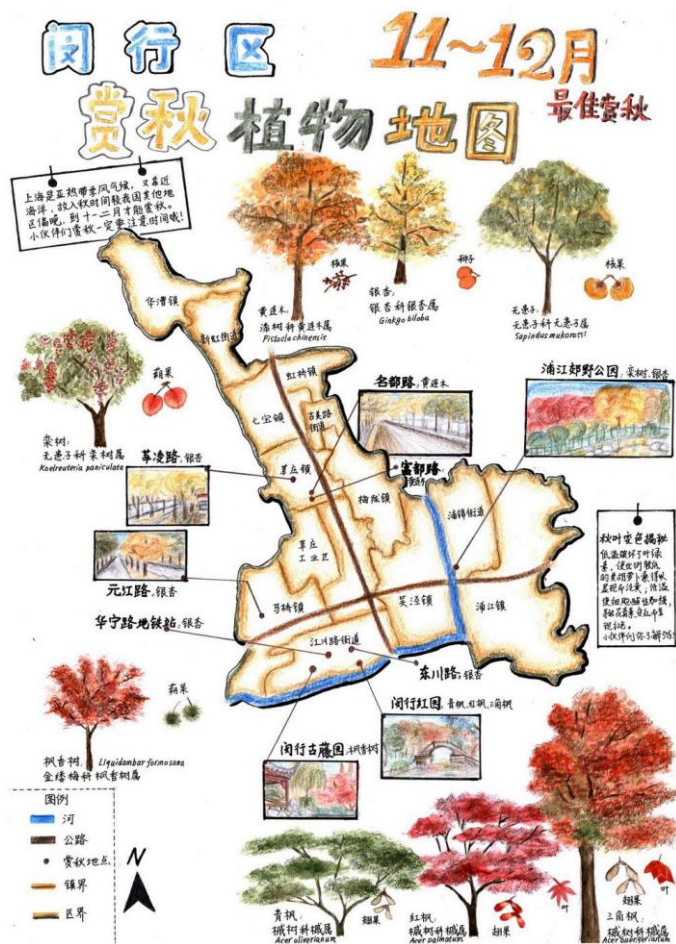 闵行区
11~12月
赏秋植物地图
最佳赏秋
上海是亚热带季风气候，又靠近
海洋，故入秋时间较我国其他地
区偏晚，到十一二月才能赏秋。
小伙伴们赏秋一定要注意时间哦！
核果
黄连木：
漆树科黄连木属
Pistacia chinensis
种子
银杏：
银杏科银杏属
Ginkgo biloba
核果
无患子：
无患子科无患子属
Sapindus mukorossi
蒴果
栾树：
无患子科栾树属
Koelreuteria paniculata
华漕镇
新虹街道
虹桥镇
七宝镇
古美路
街道
莘庄镇
梅陇镇
莘庄
工业区
浦锦街道
马桥镇
吴泾镇
浦江镇
江川路街道
名都路：黄连木
浦江郊野公园：栾树、银杏
莘凌路：银杏
富都路：
元江路：银杏
华宁路地铁站：银杏
东川路：银杏
闵行红园：青枫、红枫、三角枫
闵行古藤园：枫香树
秋叶变色揭秘
低温破坏了叶绿
蒴果
枫香树：Liquidambar formosana
金缕梅科枫香树属
图例
河
公路
赏秋地点
镇界
区界
N
青枫：
槭树科槭属
Acer oliverianum
翅果
红枫：
槭树科槭属
Acer palmatum
翅果
叶
三角枫：
槭树科槭属
Acer buergerianum
翅果
叶